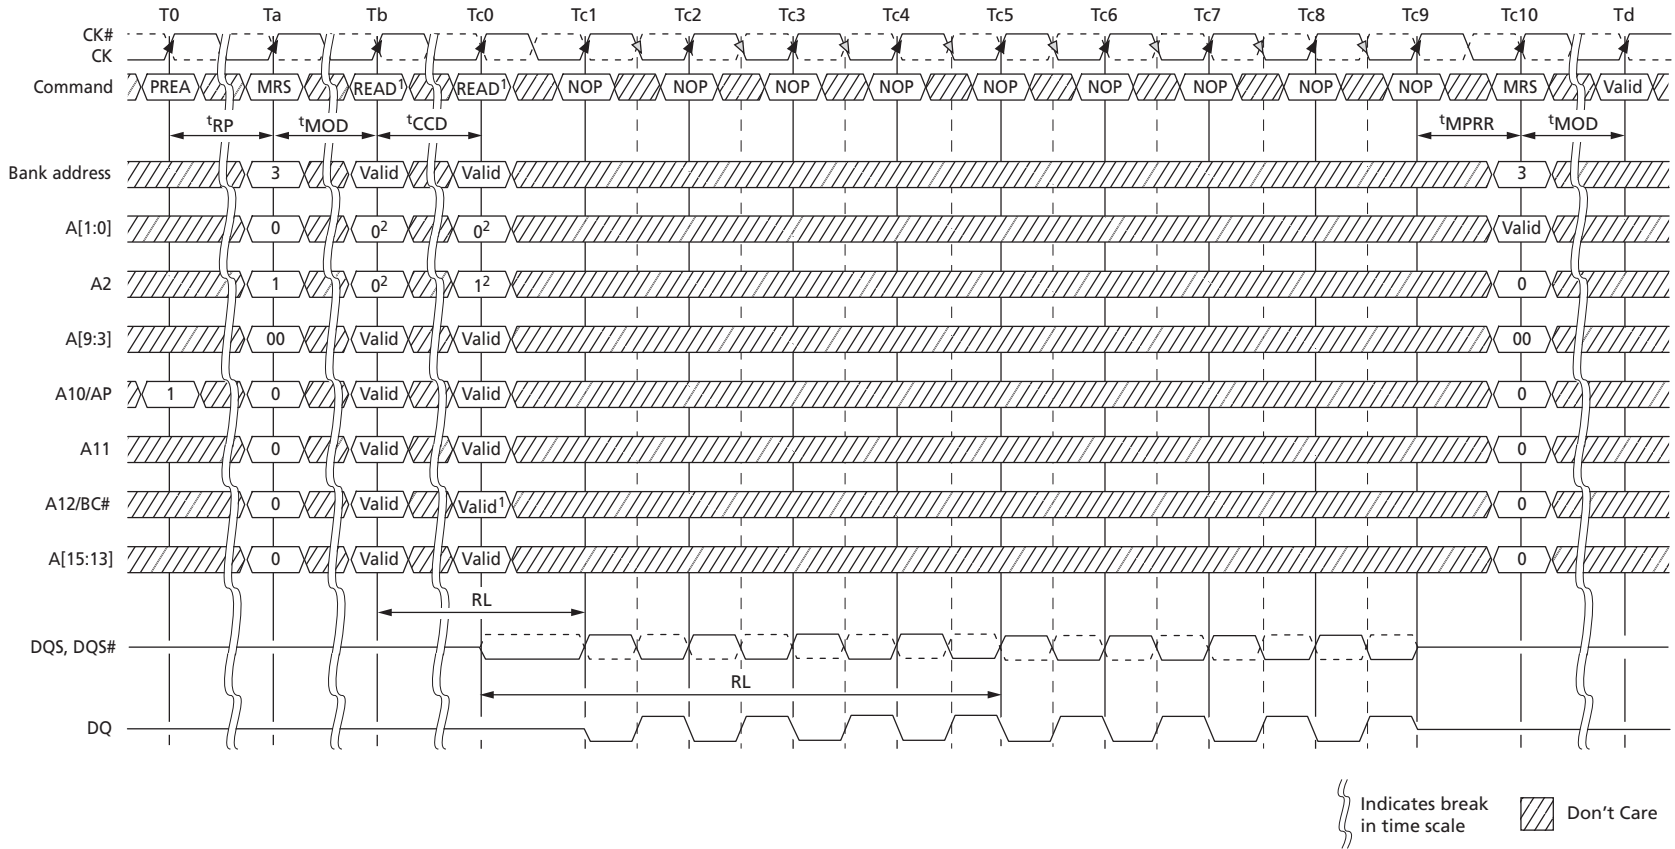 T0 Ta Tb Tc0 Tc1 Tc2 Tc3 Tc4 Tc5 Tc6 Tc7 Tc8 Tc9 Tc10 Td
CK#
CK
Command PREA MRS READ1 READ1 NOP NOP NOP NOP NOP NOP NOP NOP NOP MRS Valid
tRP tMOD tCCD tMPRR tMOD
Bank address 3 Valid Valid 3
A[1:0] 0 02 02 Valid
A2 1 02 12 0
A[9:3] 00 Valid Valid 00
A10/AP 1 0 Valid Valid 0
A11 0 Valid Valid 0
A12/BC# 0 Valid Valid1 0
A[15:13] 0 Valid Valid 0
RL
DQS, DQS#
RL
DQ
Indicates break
in time scale
Don't Care